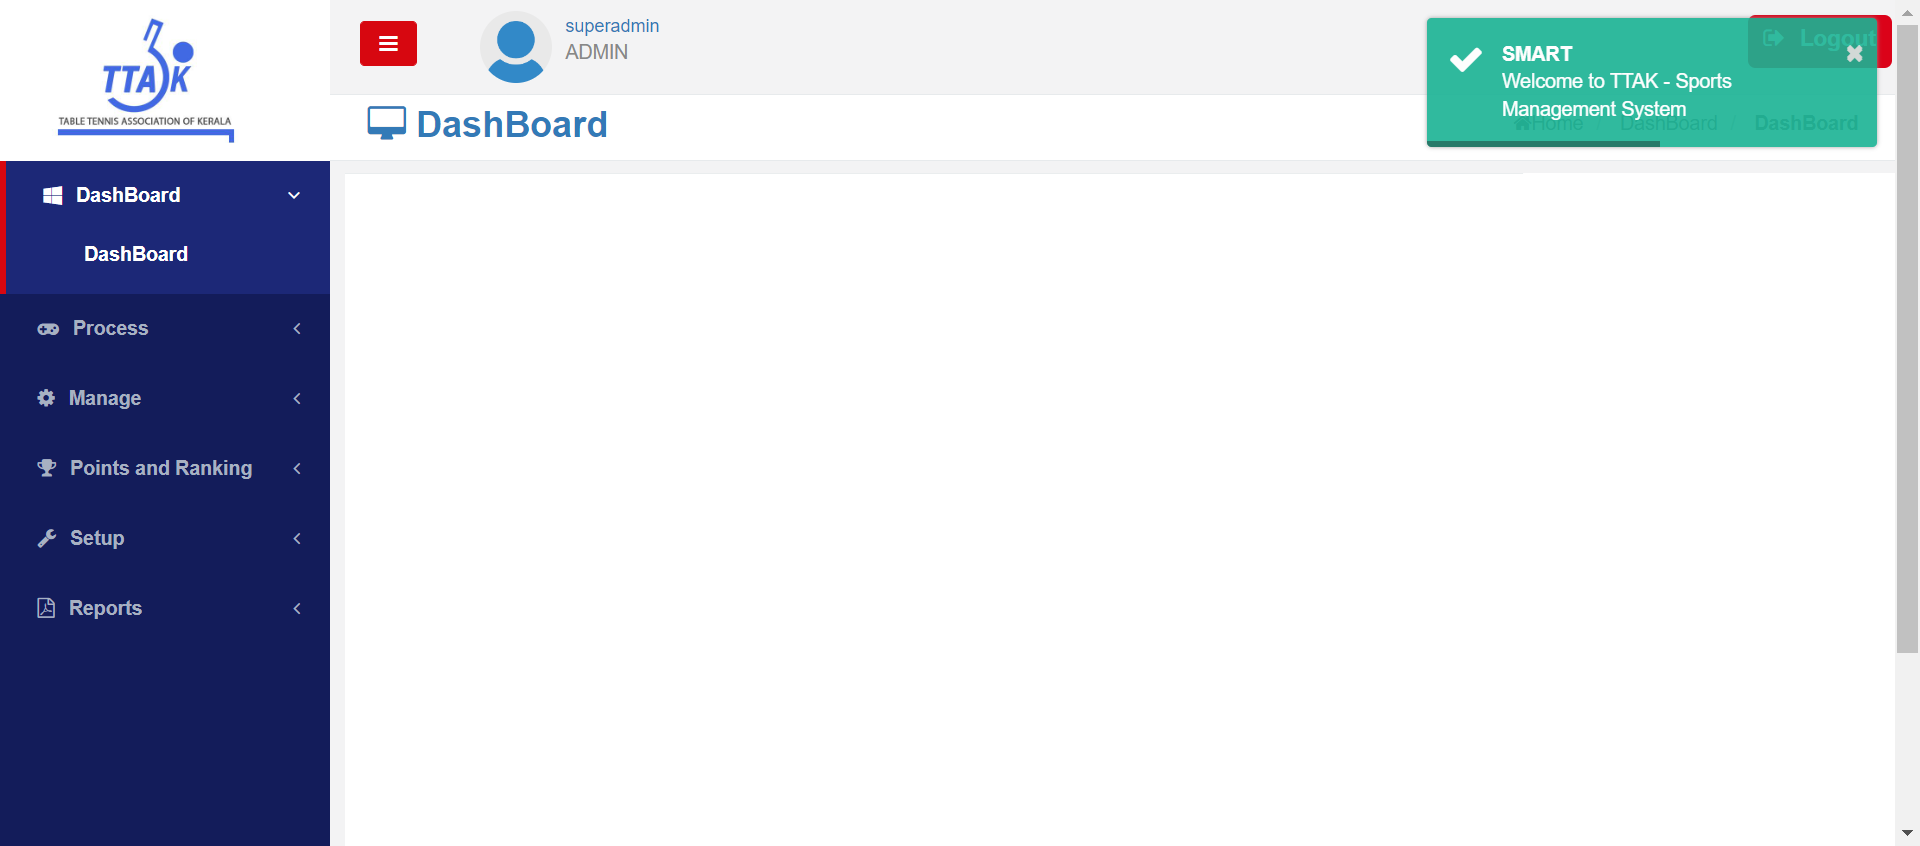 TTAK
TABLE TENNIS ASSOCIATION OF KERALA
superadmin
ADMIN
Logout
SMART
Welcome to TTAK - Sports
Management System
DashBoard
Home / DashBoard / DashBoard
DashBoard
DashBoard
Process
Manage
Points and Ranking
Setup
Reports